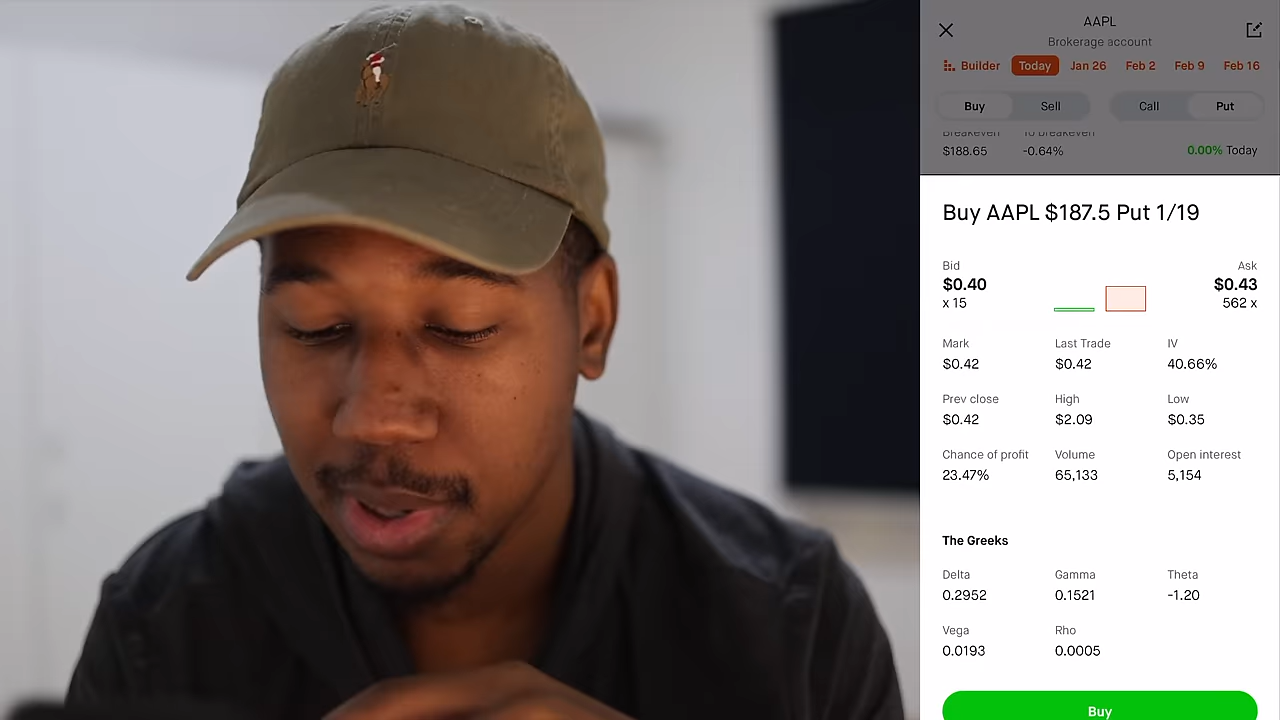 AAPL
Brokerage account
Builder Today Jan 26 Feb 2 Feb 9 Feb 16
Buy Sell Call Put
Breakeven To breakeven
$188.65 -0.64% 0.00% Today
Buy AAPL $187.5 Put 1/19
Bid Ask
$0.40 $0.43
x 15 562 x
Mark Last Trade IV
$0.42 $0.42 40.66%
Prev close High Low
$0.42 $2.09 $0.35
Chance of profit Volume Open interest
23.47% 65,133 5,154
The Greeks
Delta Gamma Theta
0.2952 0.1521 -1.20
Vega Rho
0.0193 0.0005
Buy